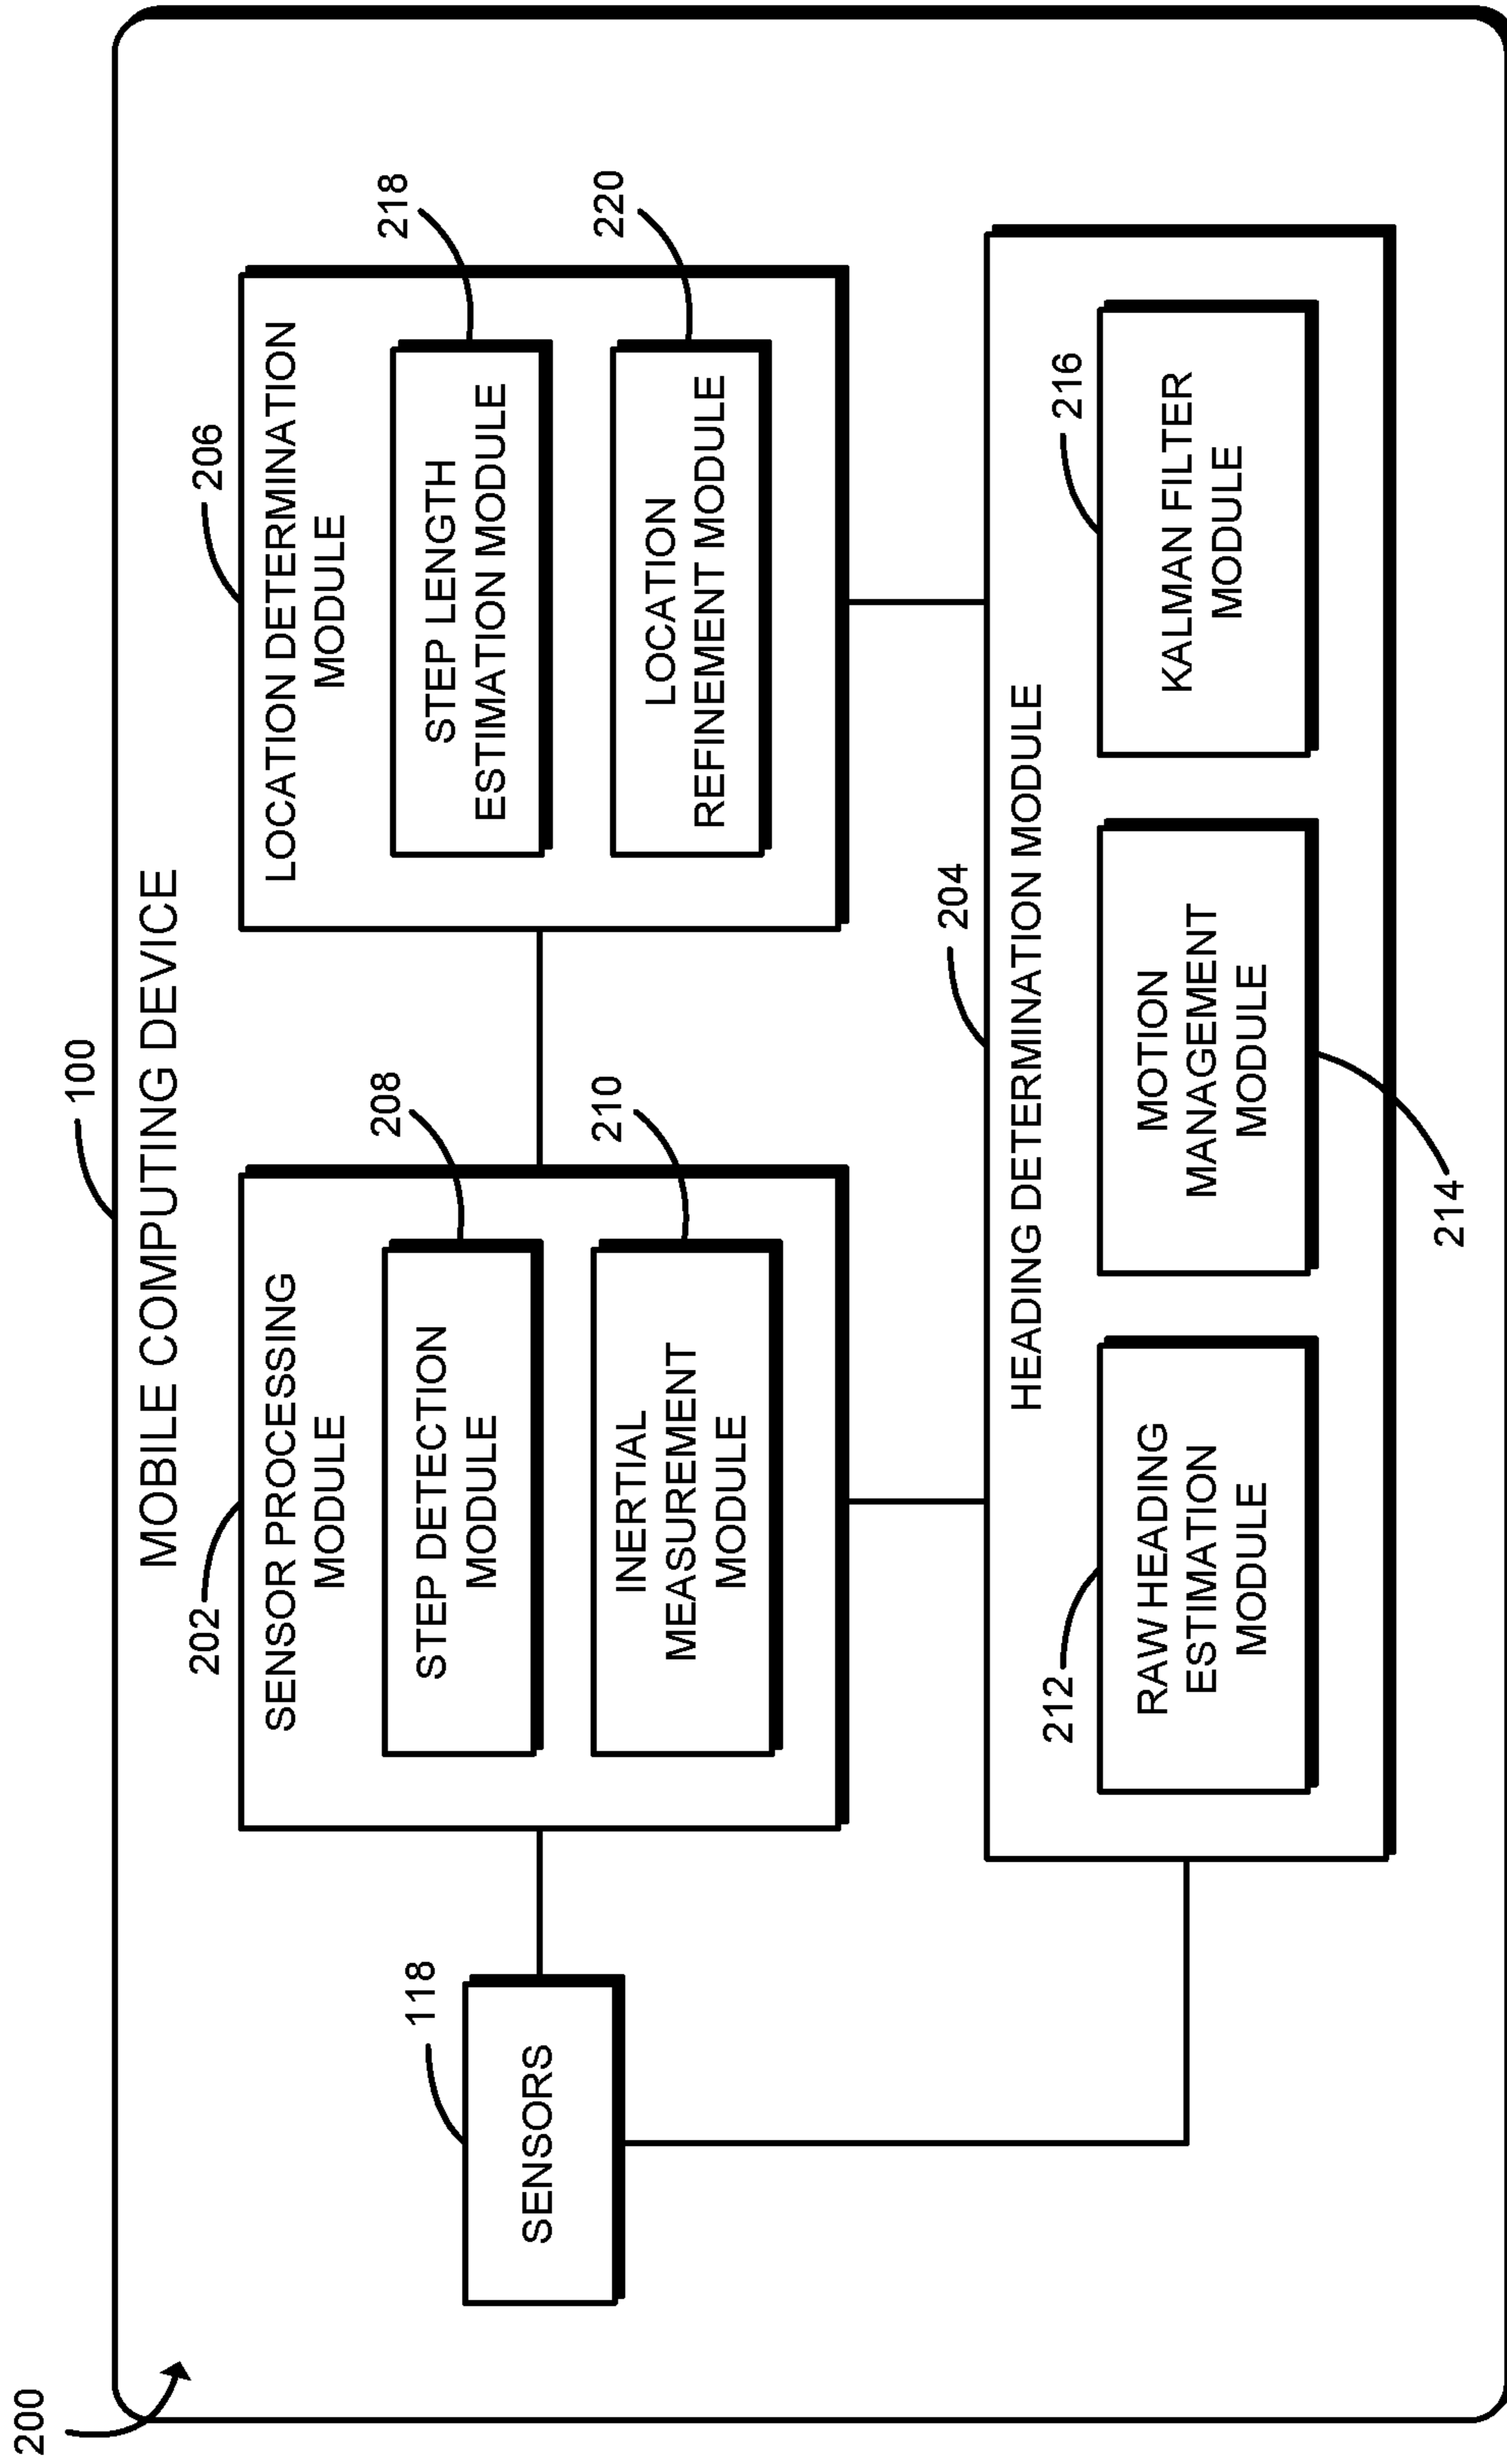 200
100
MOBILE COMPUTING DEVICE
118
SENSORS
202
SENSOR PROCESSING
MODULE
208
STEP DETECTION
MODULE
210
INERTIAL
MEASUREMENT
MODULE
206
LOCATION DETERMINATION
MODULE
218
STEP LENGTH
ESTIMATION MODULE
220
LOCATION
REFINEMENT MODULE
204
HEADING DETERMINATION MODULE
212
RAW HEADING
ESTIMATION
MODULE
MOTION
MANAGEMENT
MODULE
214
216
KALMAN FILTER
MODULE